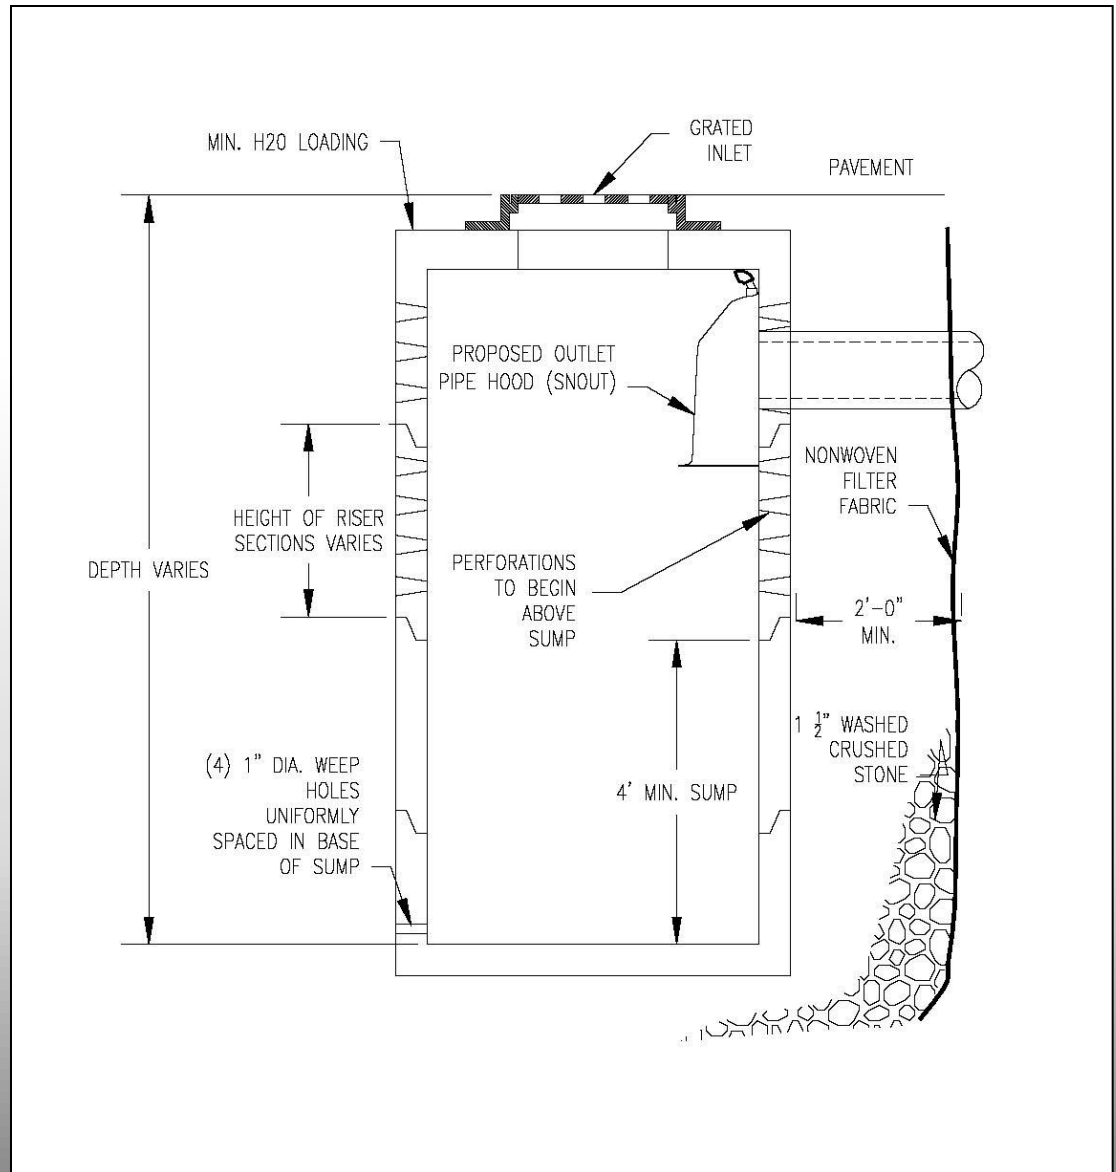 MIN. H20 LOADING
GRATED
INLET
PAVEMENT
PROPOSED OUTLET
PIPE HOOD (SNOUT)
NONWOVEN
FILTER
FABRIC
HEIGHT OF RISER
SECTIONS VARIES
DEPTH VARIES
PERFORATIONS
TO BEGIN
ABOVE
SUMP
2'-0"
MIN.
1 1/2" WASHED
CRUSHED
STONE
(4) 1" DIA. WEEP
HOLES
UNIFORMLY
SPACED IN BASE
OF SUMP
4' MIN. SUMP